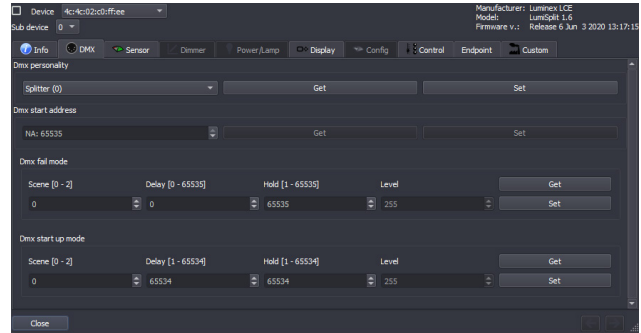 Device 4c:4c:02:c0:ff:ee Manufacturer: Luminex LCE
Model: LumiSplit 1.6
Sub device 0 Firmware v.: Release 6 Jun 3 2020 13:17:15
Info DMX Sensor Dimmer Power/Lamp Display Config Control Endpoint Custom
Dmx personality
Splitter (0) Get Set
Dmx start address
NA: 65535 Get Set
Dmx fail mode
Scene [0 - 2] Delay [0 - 65535] Hold [1 - 65535] Level Get
0 0 65535 255 Set
Dmx start up mode
Scene [0 - 2] Delay [1 - 65534] Hold [1 - 65534] Level Get
0 65534 65534 255 Set
Close